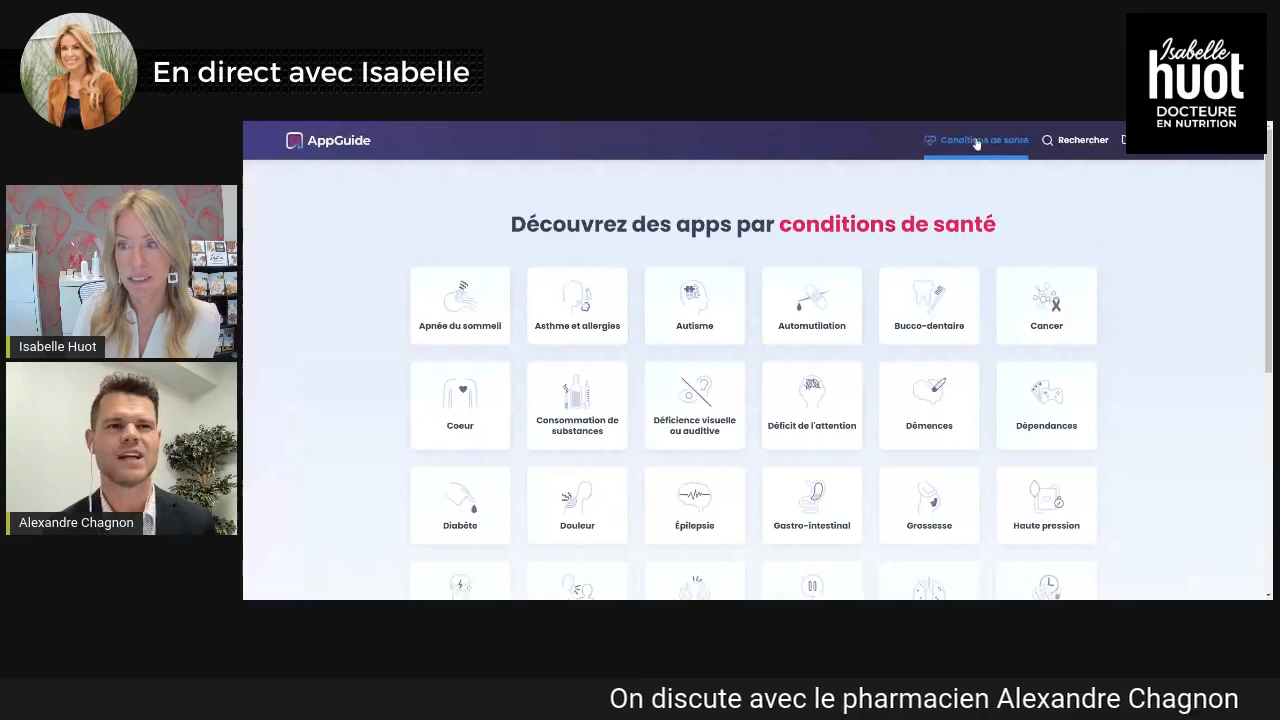 En direct avec Isabelle
Isabelle
huot
DOCTEURE
EN NUTRITION
AppGuide
Conditions de santé
Rechercher
Découvrez des apps par conditions de santé
Apnée du sommeil
Asthme et allergies
Autisme
Automutilation
Bucco-dentaire
Cancer
Coeur
Consommation de
substances
Déficience visuelle
ou auditive
Déficit de l'attention
Démences
Dépendances
Diabète
Douleur
Épilepsie
Gastro-intestinal
Grossesse
Haute pression
Isabelle Huot
Alexandre Chagnon
On discute avec le pharmacien Alexandre Chagnon